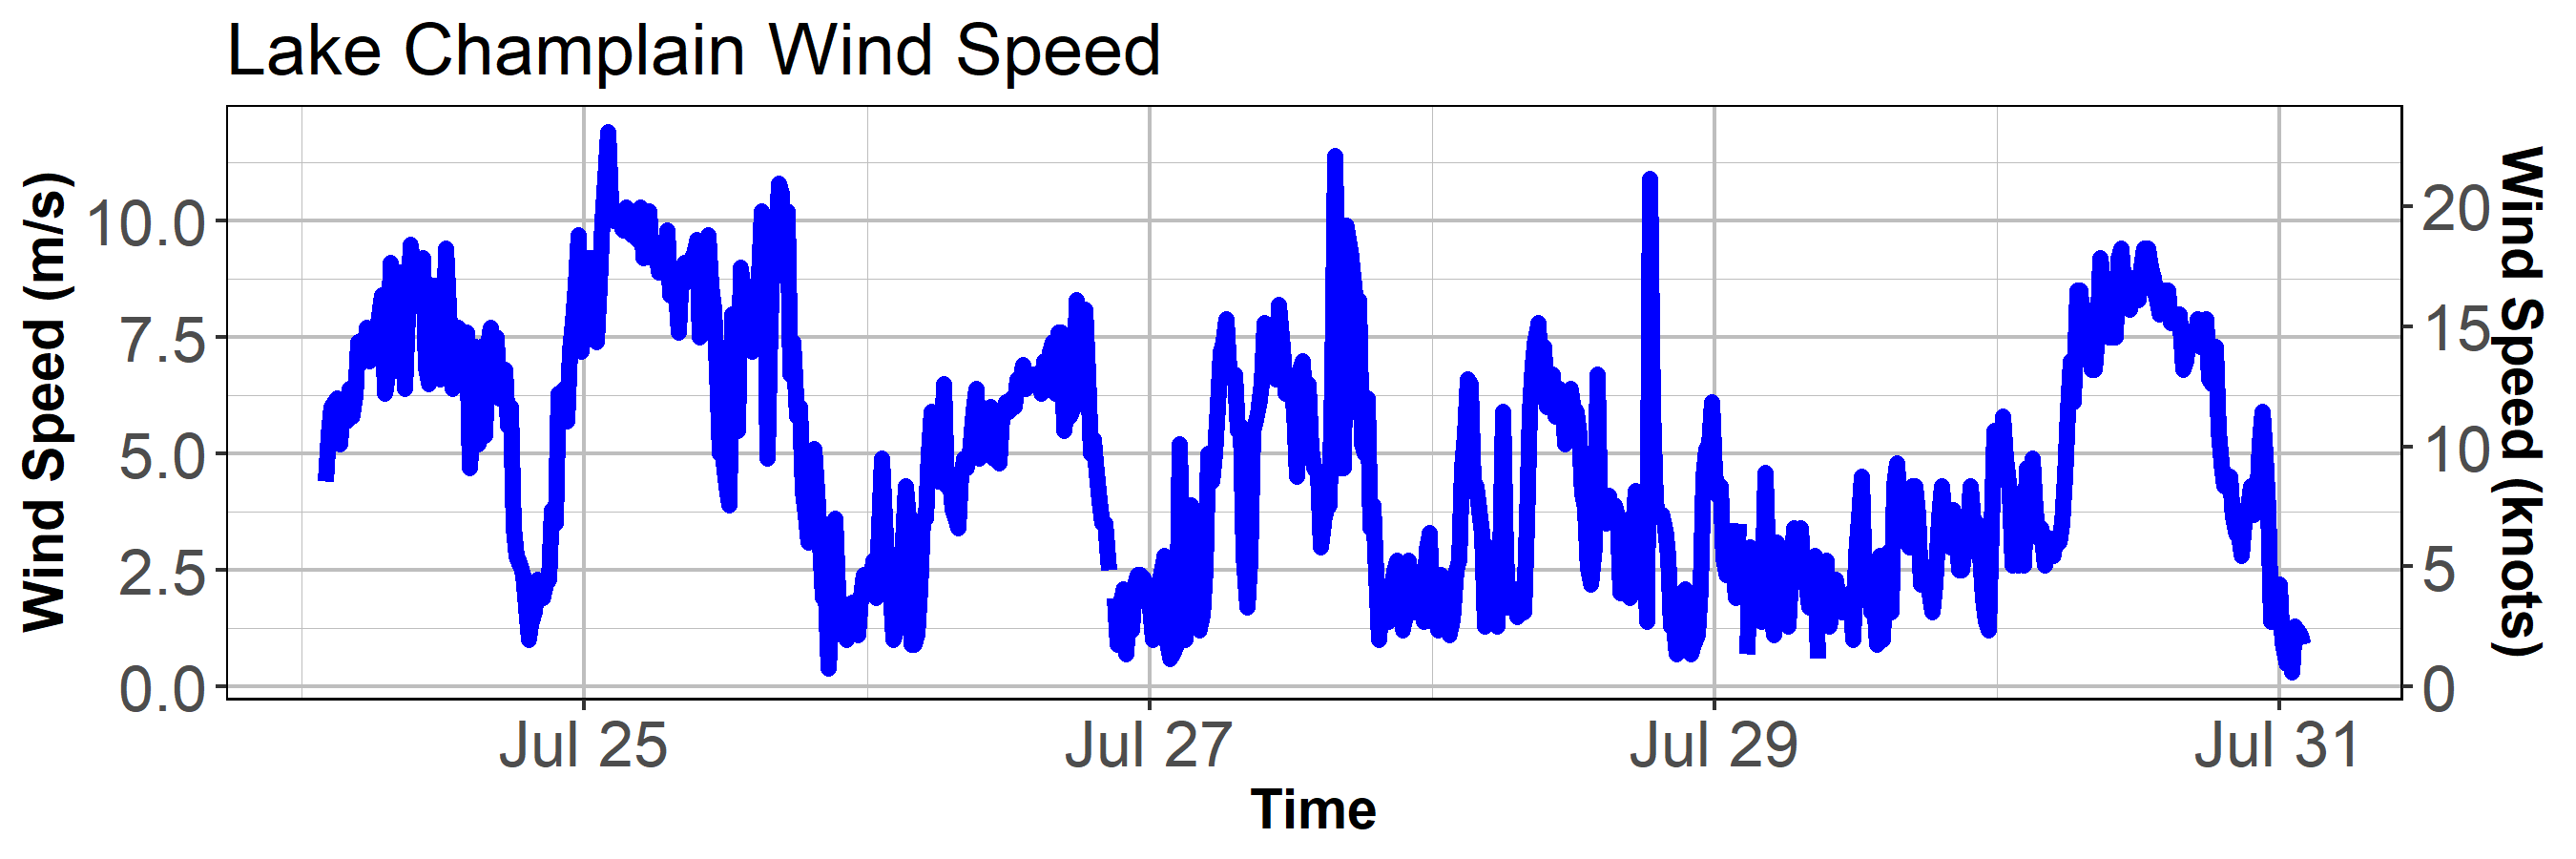 Lake Champlain Wind Speed
Wind Speed (m/s)
10.0
7.5
5.0
2.5
0.0
20
15
10
5
0
Wind Speed (knots)
Jul 25
Jul 27
Jul 29
Jul 31
Time